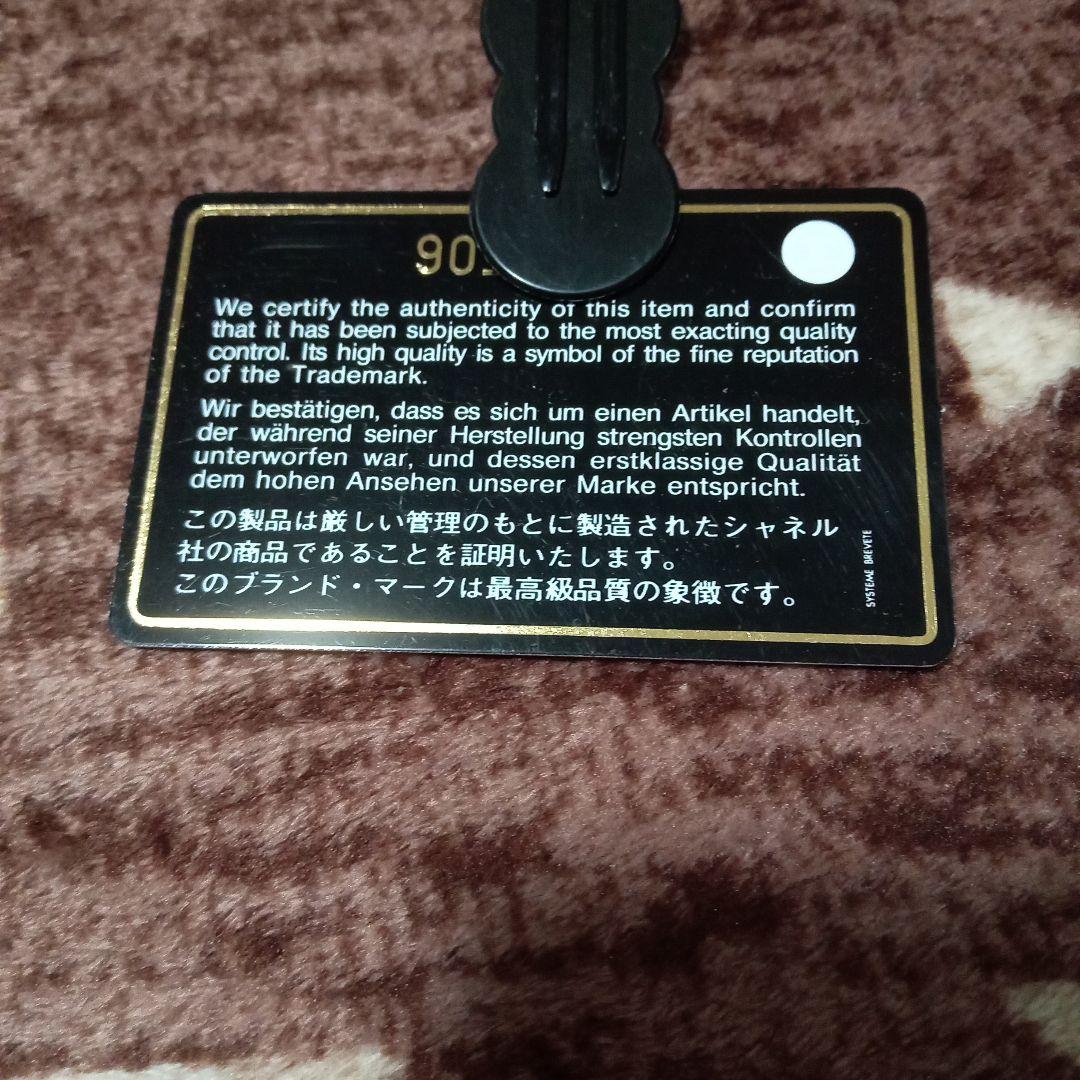 901
We certify the authenticity of this item and confirm
that it has been subjected to the most exacting quality
control. Its high quality is a symbol of the fine reputation
of the Trademark.
Wir bestätigen, dass es sich um einen Artikel handelt,
der während seiner Herstellung strengsten Kontrollen
unterworfen war, und dessen erstklassige Qualität
dem hohen Ansehen unserer Marke entspricht.
この製品は厳しい管理のもとに製造されたシャネル
社の商品であることを証明いたします。
このブランド・マークは最高級品質の象徴です。
SYSTEME BREVETE